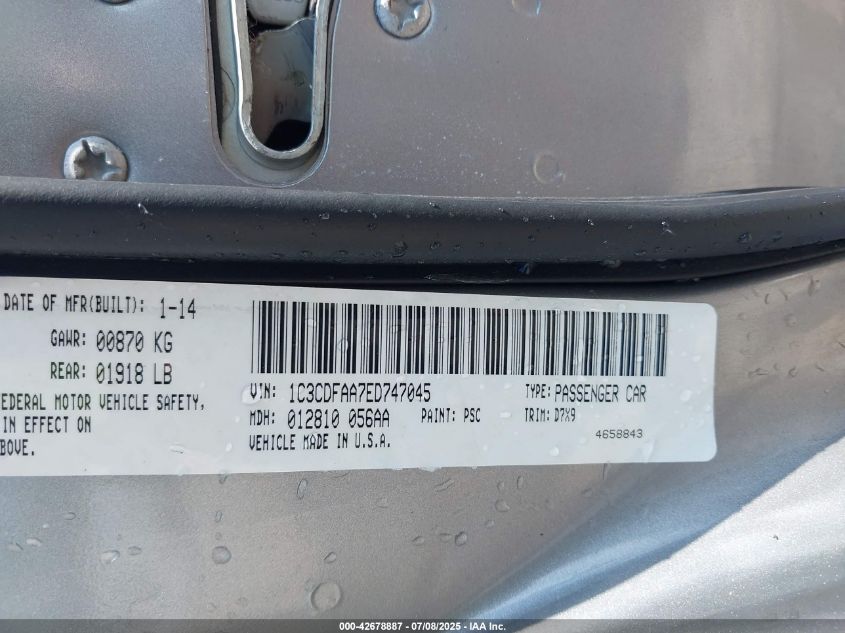 DATE OF MFR(BUILT): 1-14
GAWR: 00870 KG
REAR: 01918 LB
EDERAL MOTOR VEHICLE SAFETY,
IN EFFECT ON
BOVE.
VIN: 1C3CDFAA7ED747045 TYPE: PASSENGER CAR
MDH: 012810 056AA PAINT: PSC TRIM: D7X9
VEHICLE MADE IN U.S.A. 4658843
000-42678887 - 07/08/2025 - IAA Inc.